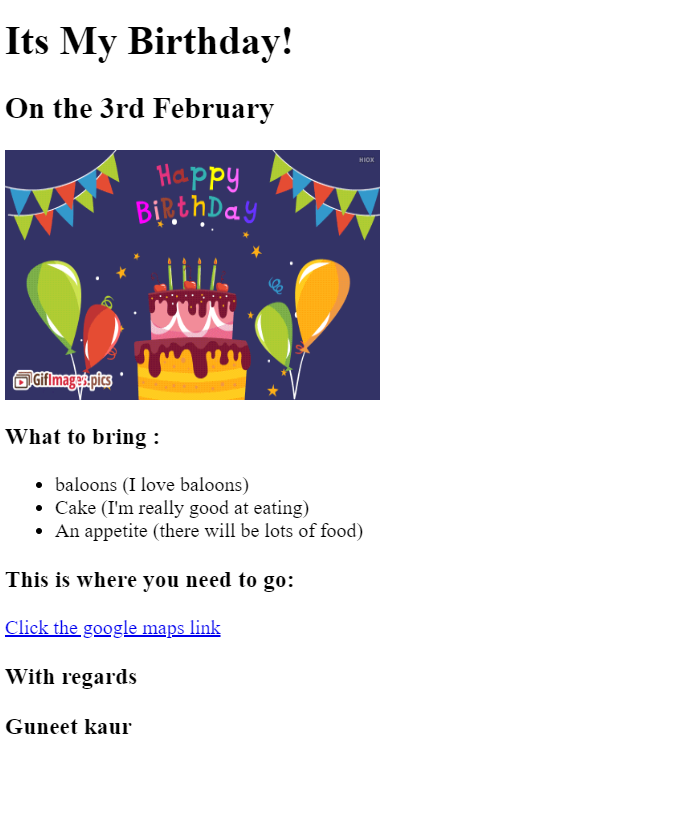 Its My Birthday!
On the 3rd February
HIOX
Happy
BirthDay
GifImages.pics
What to bring :
baloons (I love baloons)
Cake (I'm really good at eating)
An appetite (there will be lots of food)
This is where you need to go:
Click the google maps link
With regards
Guneet kaur